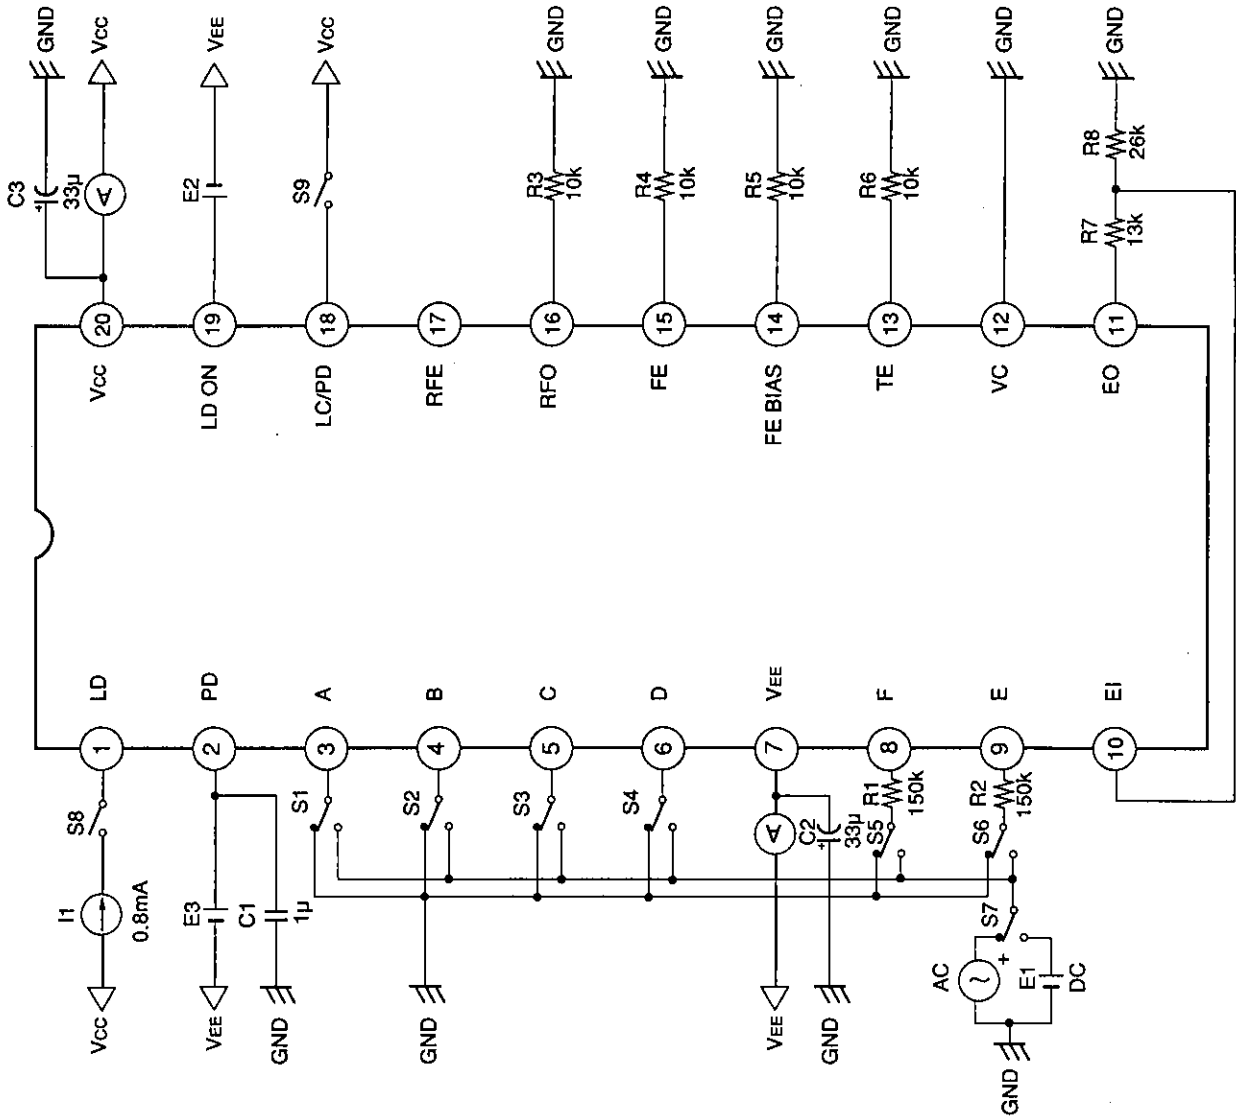 GND
C3
33μ
VCC
A
VEE
E2
VCC
S9
GND
R3
10k
GND
R4
10k
GND
R5
10k
GND
R6
10k
GND
GND
R8
26k
R7
13k
20
19
18
17
16
15
14
13
12
11
VCC
LD ON
LC/PD
RFE
RFO
FE
FE BIAS
TE
VC
EO
LD
PD
A
B
C
D
VEE
F
E
EI
1
2
3
4
5
6
7
8
9
10
S8
I1
0.8mA
VCC
E3
C1
1μ
VEE
GND
S1
S2
S3
S4
GND
A
C2
33μ
VEE
GND
R1
150k
S5
R2
150k
S6
S7
AC
+
E1
DC
GND